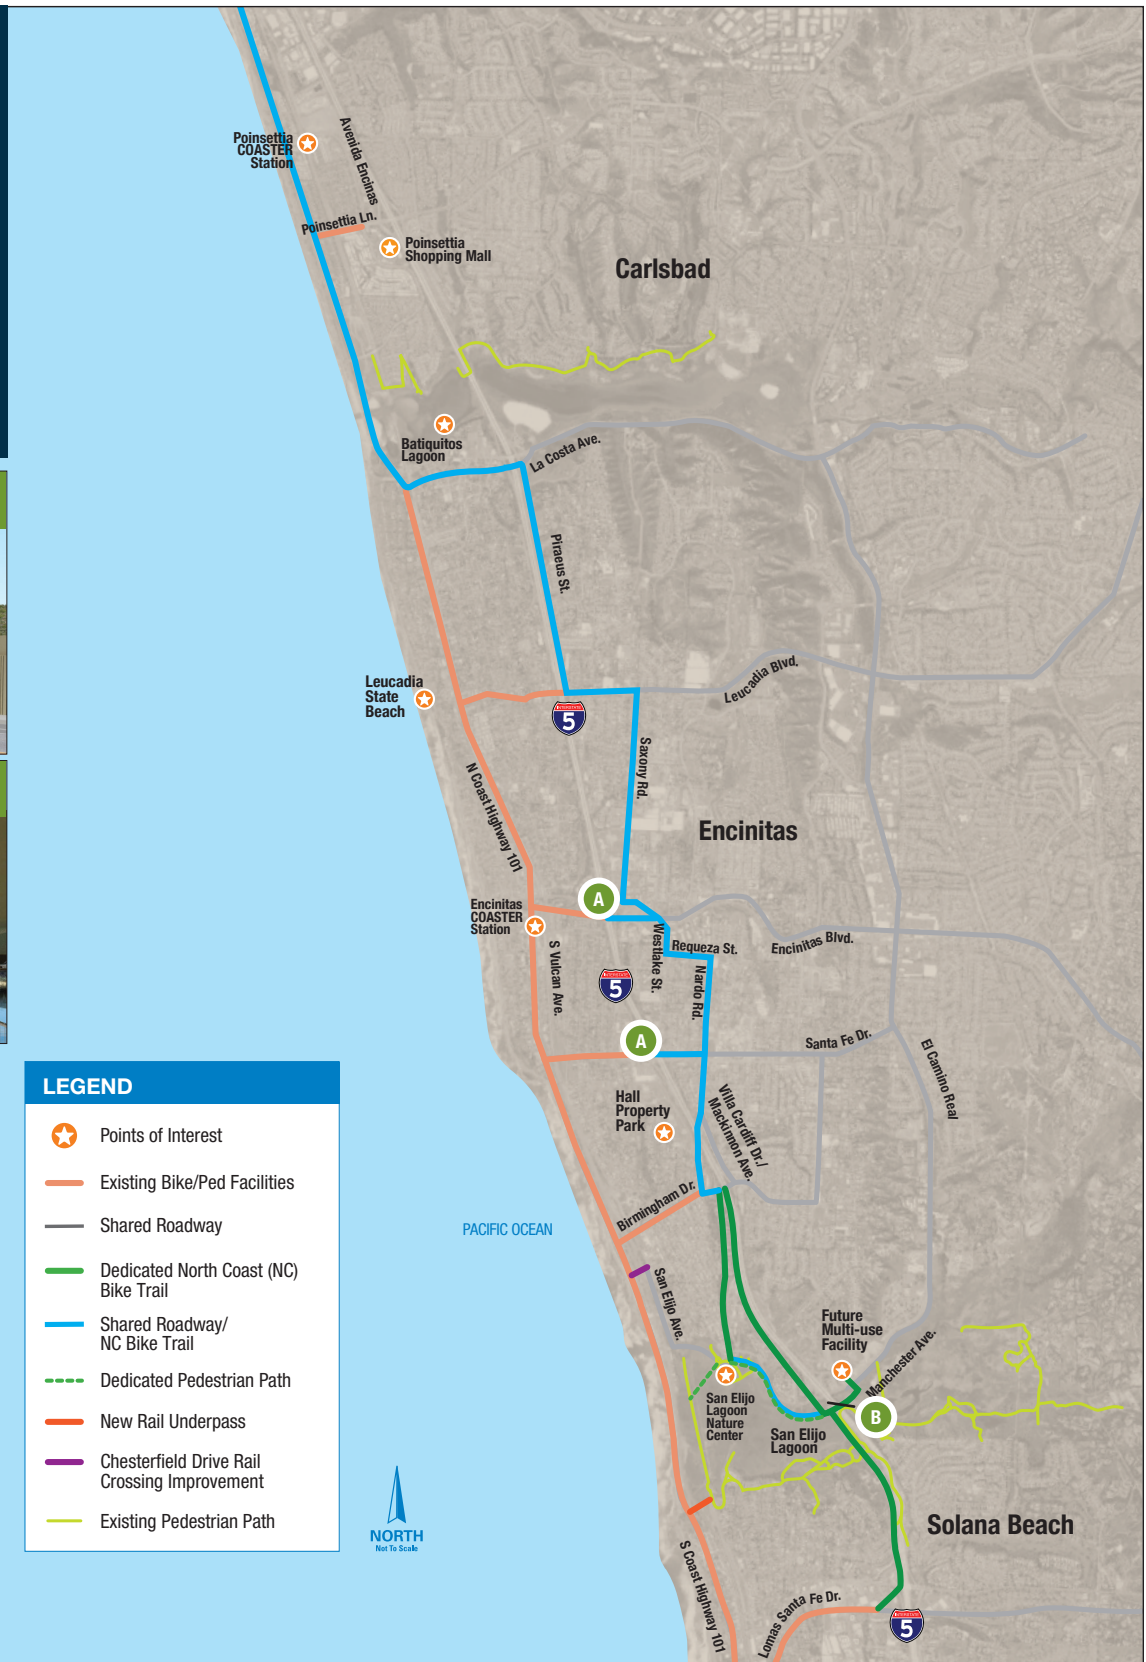 Poinsettia
COASTER
Station
Avenida Encinas
Poinsettia Ln.
Poinsettia
Shopping Mall
Carlsbad
Batiquitos
Lagoon
La Costa Ave.
Piraeus St.
Leucadia
State
Beach
Leucadia Blvd.
INTERSTATE
5
Saxony Rd.
N Coast Highway 101
Encinitas
A
Encinitas
COASTER
Station
Westlake St.
Requeza St.
Encinitas Blvd.
S Vulcan Ave.
INTERSTATE
5
Nardo Rd.
A
Santa Fe Dr.
El Camino Real
Hall
Property
Park
Villa Cardiff Dr./
Mackinnon Ave.
Birmingham Dr.
PACIFIC OCEAN
San Elijo Ave.
Future
Multi-use
Facility
Manchester Ave.
San Elijo
Lagoon
Nature
Center
B
San Elijo
Lagoon
Solana Beach
S Coast Highway 101
Lomas Santa Fe Dr.
INTERSTATE
5
LEGEND
Points of Interest
Existing Bike/Ped Facilities
Shared Roadway
Dedicated North Coast (NC)
Bike Trail
Shared Roadway/
NC Bike Trail
Dedicated Pedestrian Path
New Rail Underpass
Chesterfield Drive Rail
Crossing Improvement
Existing Pedestrian Path
NORTH
Not To Scale